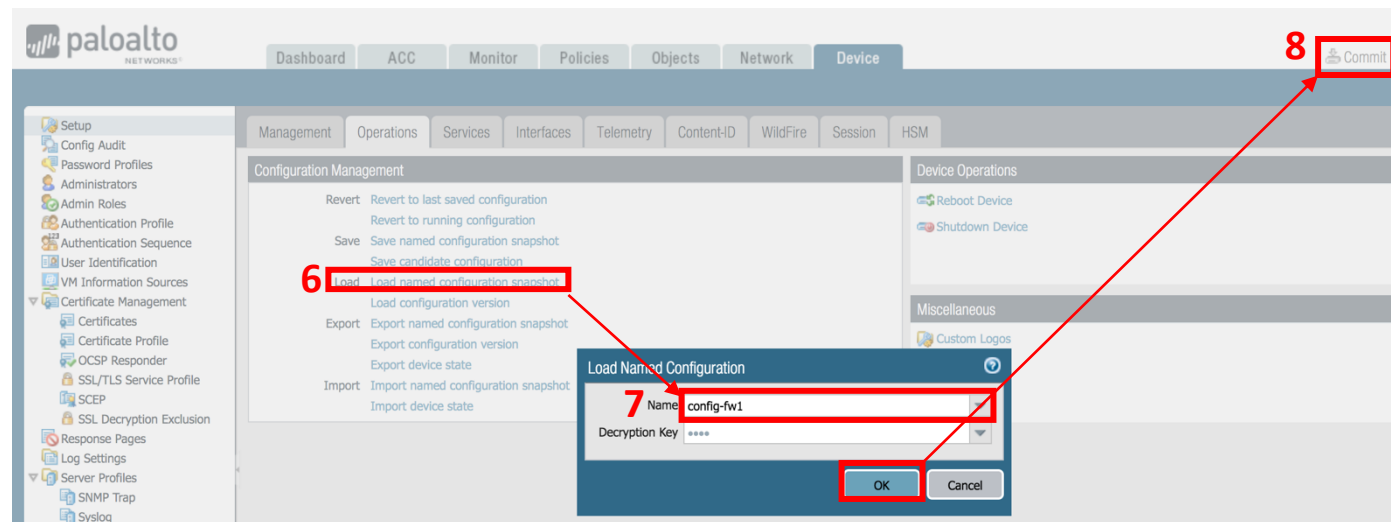 paloalto
NETWORKS
Dashboard ACC Monitor Policies Objects Network Device
8 Commit
Setup
Config Audit
Password Profiles
Administrators
Admin Roles
Authentication Profile
Authentication Sequence
User Identification
VM Information Sources
Certificate Management
Certificates
Certificate Profile
OCSP Responder
SSL/TLS Service Profile
SCEP
SSL Decryption Exclusion
Response Pages
Log Settings
Server Profiles
SNMP Trap
Syslog
Management Operations Services Interfaces Telemetry Content-ID WildFire Session HSM
Configuration Management
Revert Revert to last saved configuration
Revert to running configuration
Save Save named configuration snapshot
Save candidate configuration
6 Load Load named configuration snapshot
Load configuration version
Export Export named configuration snapshot
Export configuration version
Export device state
Import Import named configuration snapshot
Import device state
Device Operations
Reboot Device
Shutdown Device
Miscellaneous
Custom Logos
Load Named Configuration
7 Name config-fw1
Decryption Key ••••
OK Cancel